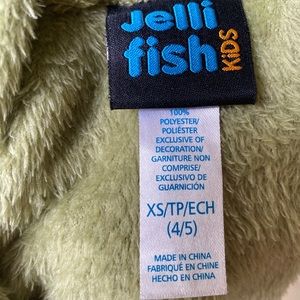 Jelli
fish
KiDS
100%
POLYESTER/
POLIÉSTER
EXCLUSIVE OF
DECORATION/
GARNITURE NON
COMPRISE/
EXCLUSIVO DE
GUARNICIÓN
XS/TP/ECH
(4/5)
MADE IN CHINA
FABRIQUÉ EN CHINE
HECHO EN CHINA